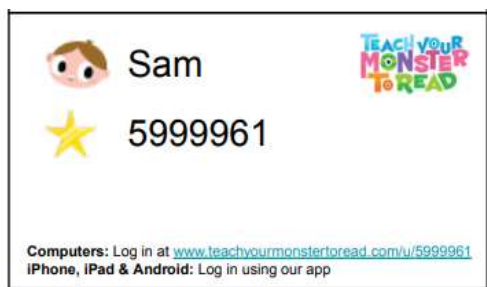 Sam
TEACH YOUR
MONSTER
TO READ
5999961
Computers: Log in at www.teachyourmonstertoread.com/u/5999961
iPhone, iPad & Android: Log in using our app